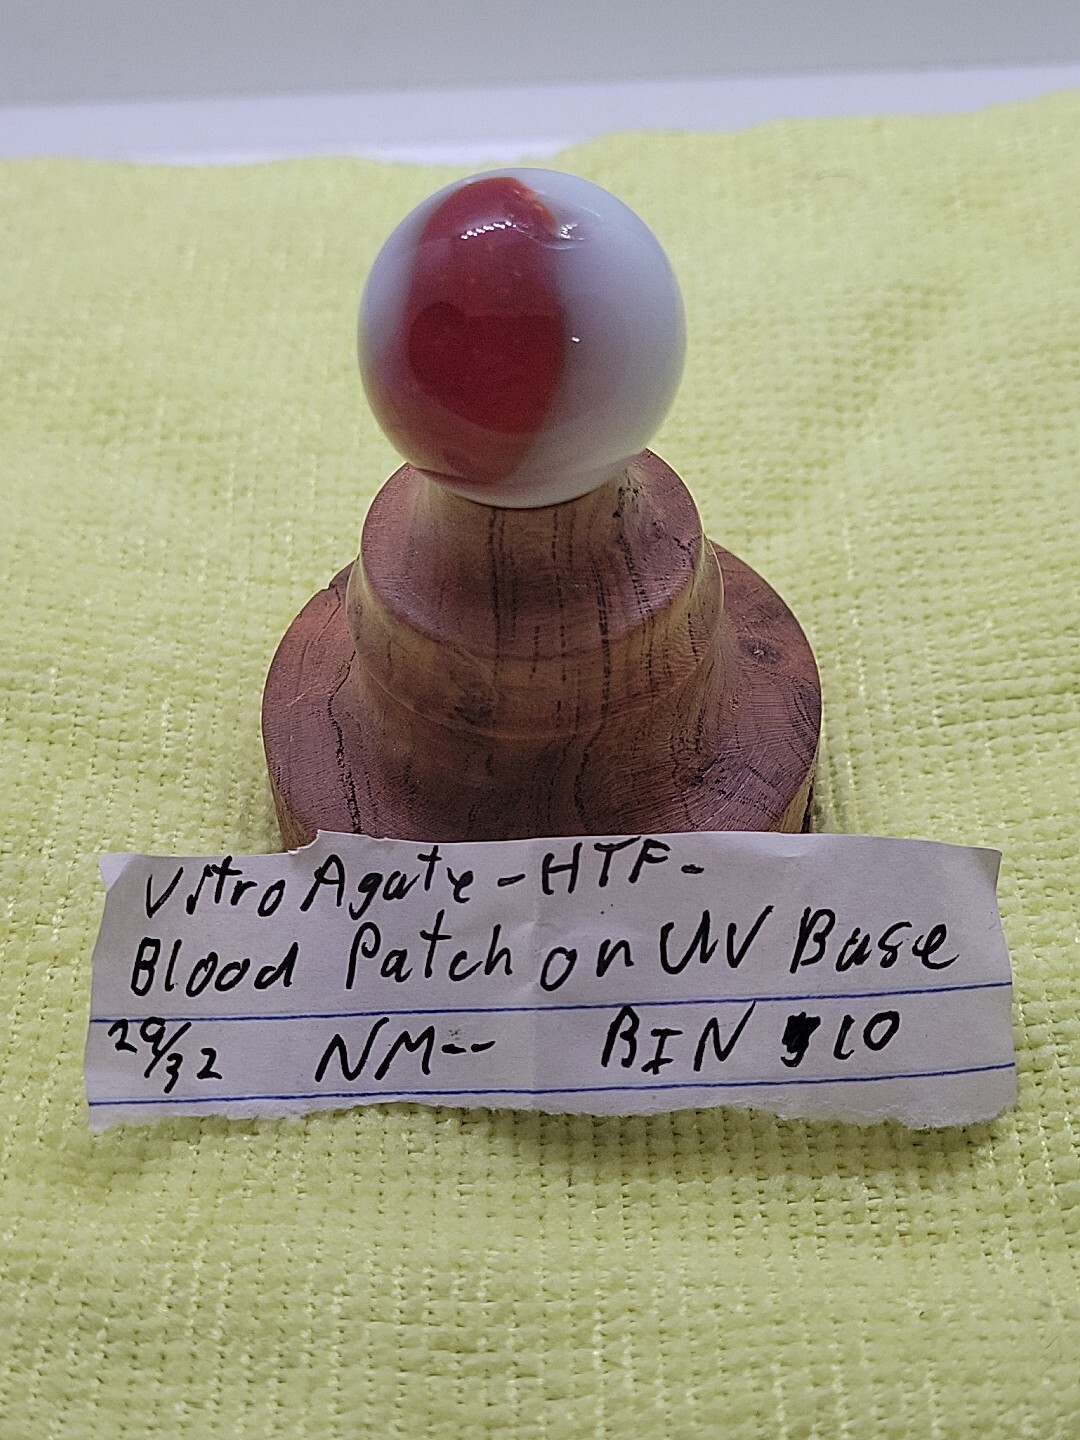 Vitro Agate - HTF -
Blood Patch on UV Base
29/32 NM-- BIN $10